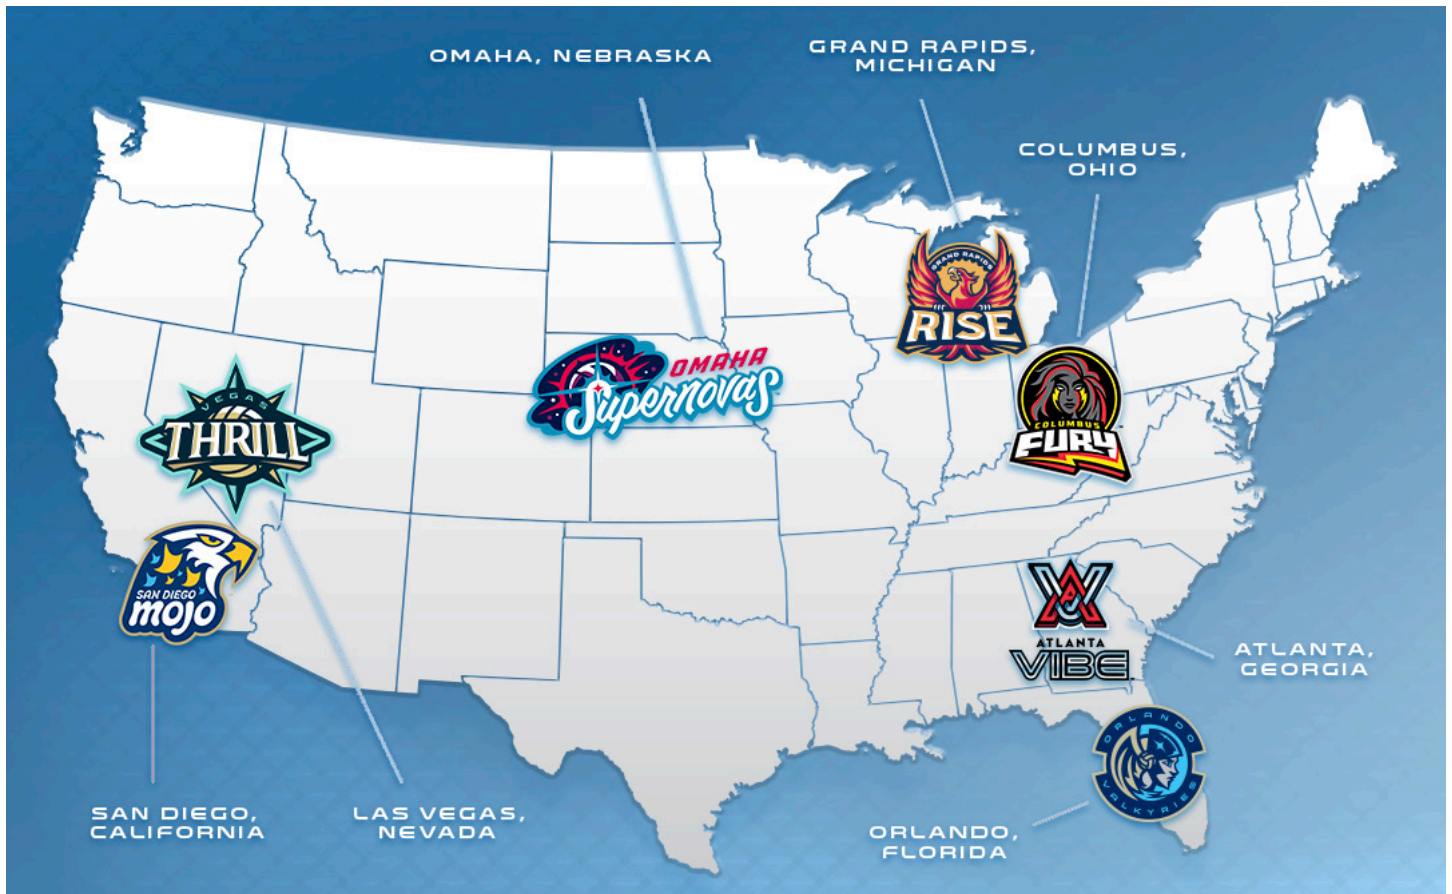 OMAHA, NEBRASKA
GRAND RAPIDS,
MICHIGAN
COLUMBUS,
OHIO
GRAND RAPIDS
RISE
OMAHA
Supernovas
VEGAS
THRILL
COLUMBUS
FURY
SAN DIEGO
mojo
ATLANTA
VIBE
ATLANTA,
GEORGIA
ORLANDO
VALKYRIES
SAN DIEGO,
CALIFORNIA
LAS VEGAS,
NEVADA
ORLANDO,
FLORIDA